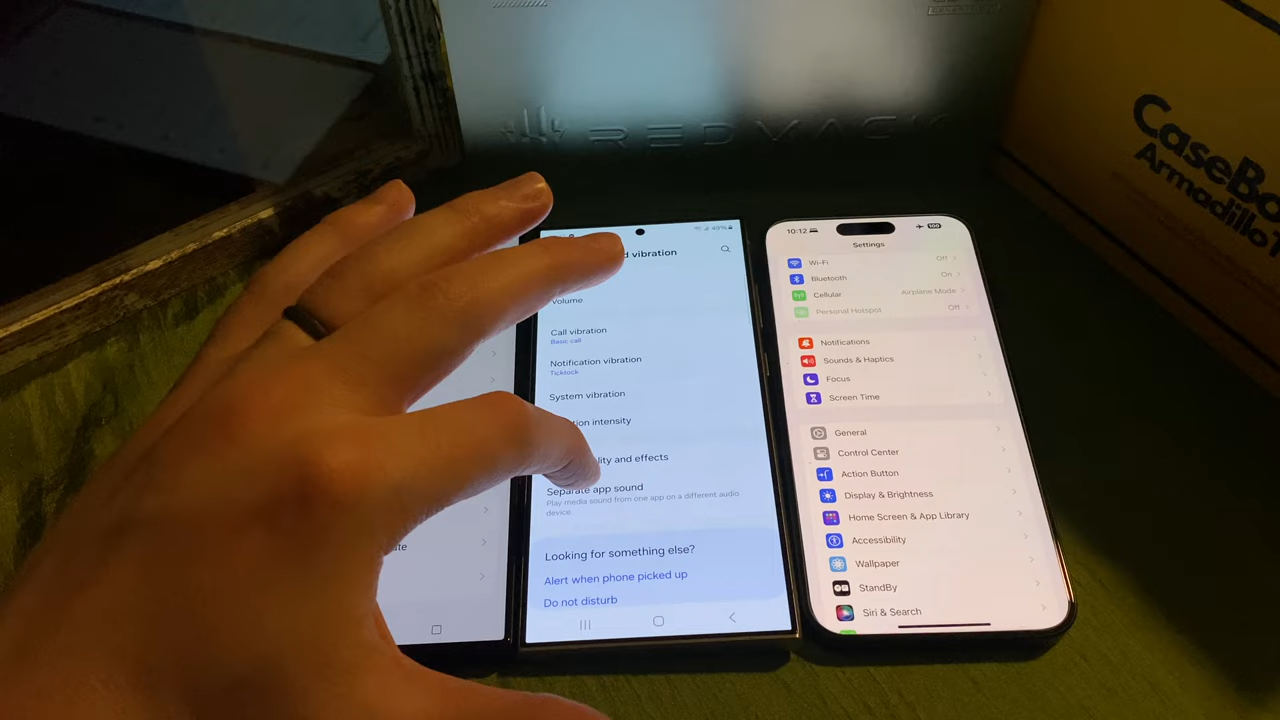 REDMAGIC
CaseBo
Armadillo T
d vibration
49%
Volume
Call vibration
Basic call
Notification vibration
Ticktock
System vibration
tion intensity
lity and effects
Separate app sound
Play media sound from one app on a different audio
device.
Looking for something else?
Alert when phone picked up
Do not disturb
ate
10:12
100
Settings
Wi-Fi Off
Bluetooth On
Cellular Airplane Mode
Personal Hotspot Off
Notifications
Sounds & Haptics
Focus
Screen Time
General
Control Center
Action Button
Display & Brightness
Home Screen & App Library
Accessibility
Wallpaper
StandBy
Siri & Search